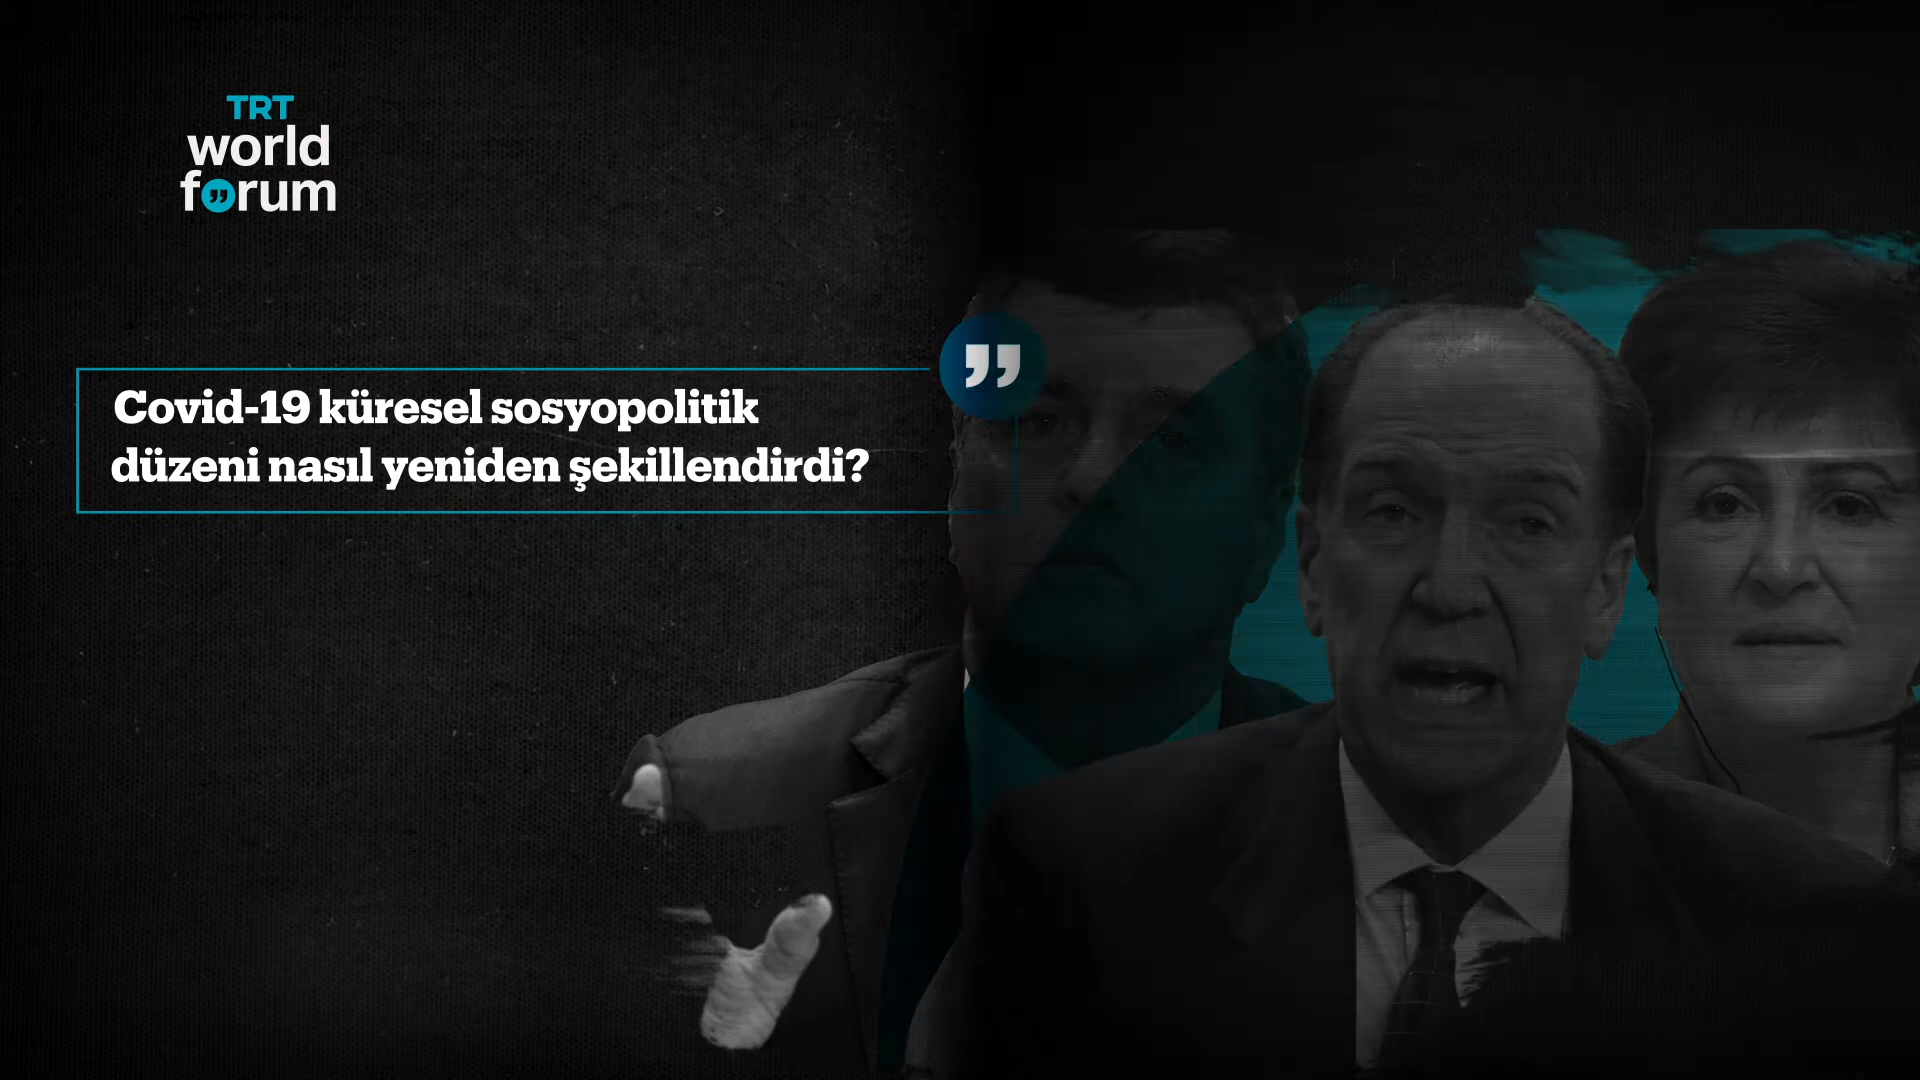 TRT
world
forum
Covid-19 küresel sosyopolitik
düzeni nasıl yeniden şekillendirdi?